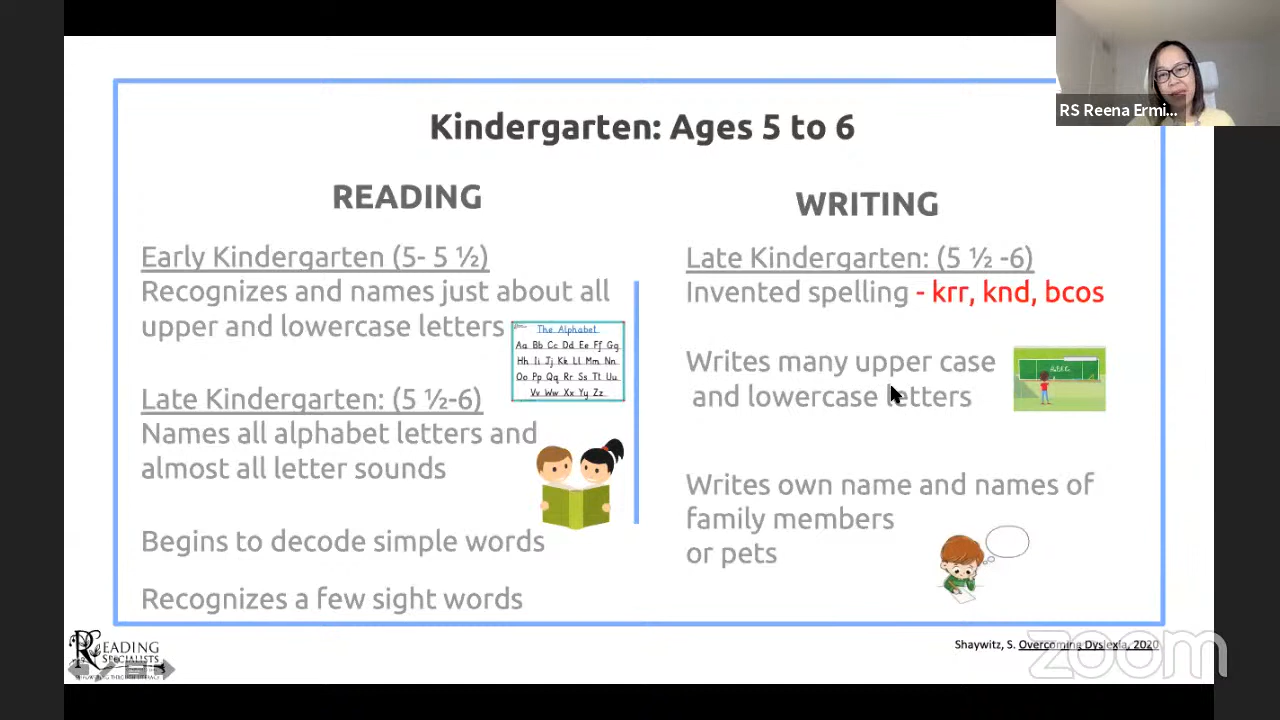 RS Reena Ermi...
Kindergarten: Ages 5 to 6
READING
Early Kindergarten (5- 5 ½)
Recognizes and names just about all
upper and lowercase letters
The Alphabet
Aa Bb Cc Dd Ee Ff Gg
Hh Ii Jj Kk Ll Mm Nn
Oo Pp Qq Rr Ss Tt Uu
Vv Ww Xx Yy Zz
Late Kindergarten: (5 ½-6)
Names all alphabet letters and
almost all letter sounds
Begins to decode simple words
Recognizes a few sight words
WRITING
Late Kindergarten: (5 ½ -6)
Invented spelling - krr, knd, bcos
Writes many upper case
and lowercase letters
Writes own name and names of
family members
or pets
READING
SPECIALISTS
Shaywitz, S. Overcoming Dyslexia, 2020
zoom